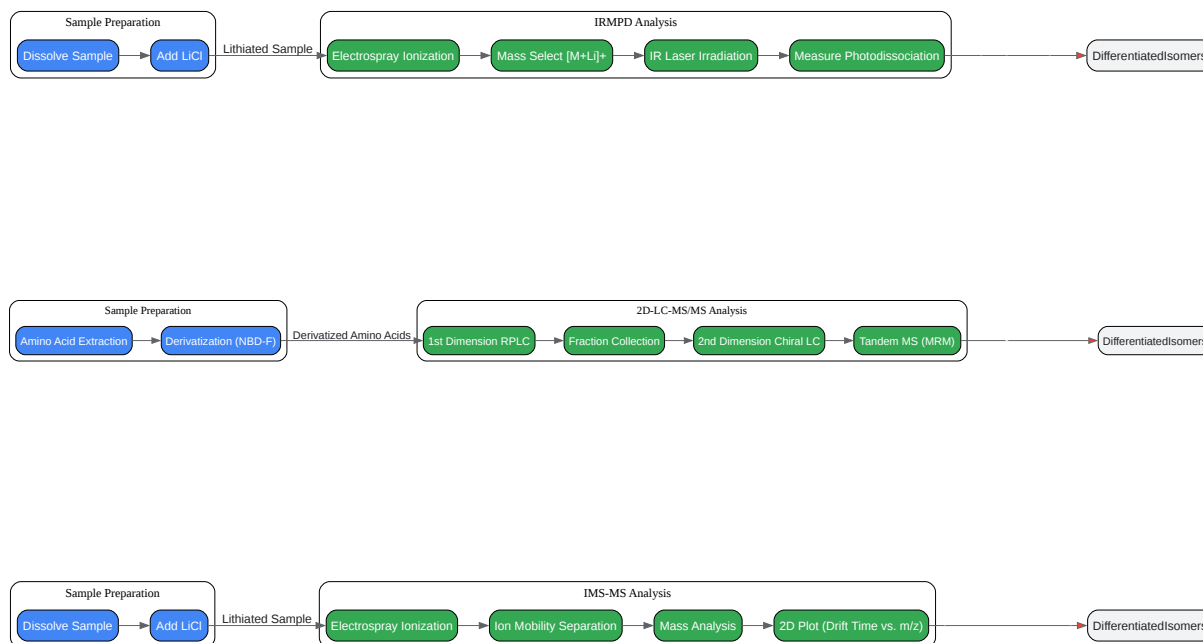 Sample Preparation
IRMPD Analysis
Dissolve Sample
Add LiCl
Lithiated Sample
Electrospray Ionization
Mass Select [M+Li]+
IR Laser Irradiation
Measure Photodissociation
DifferentiatedIsomers
Sample Preparation
2D-LC-MS/MS Analysis
Amino Acid Extraction
Derivatization (NBD-F)
Derivatized Amino Acids
1st Dimension RPLC
Fraction Collection
2nd Dimension Chiral LC
Tandem MS (MRM)
DifferentiatedIsomers
Sample Preparation
IMS-MS Analysis
Dissolve Sample
Add LiCl
Lithiated Sample
Electrospray Ionization
Ion Mobility Separation
Mass Analysis
2D Plot (Drift Time vs. m/z)
DifferentiatedIsomers